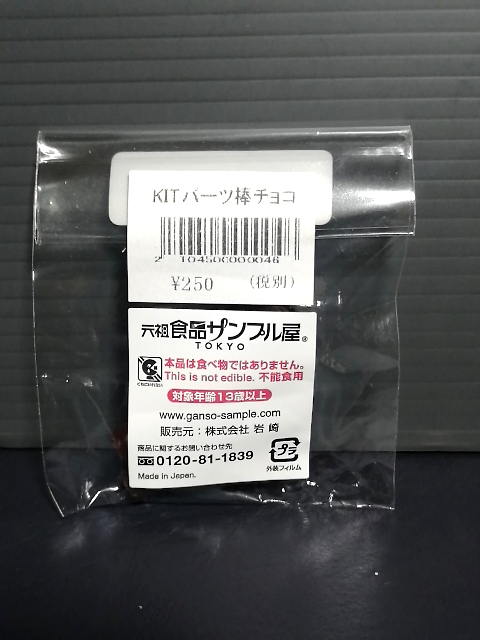 KITパーツ棒チョコ
2104500000046
¥250 (税別)
元祖食品サンプル屋®
TOKYO
本品は食べ物ではありません。
This is not edible. 不能食用
対象年齢13歳以上
www.ganso-sample.com
販売元：株式会社 岩崎
商品に関するお問い合わせ先
0120-81-1839
Made in Japan.
プラ
外装フィルム